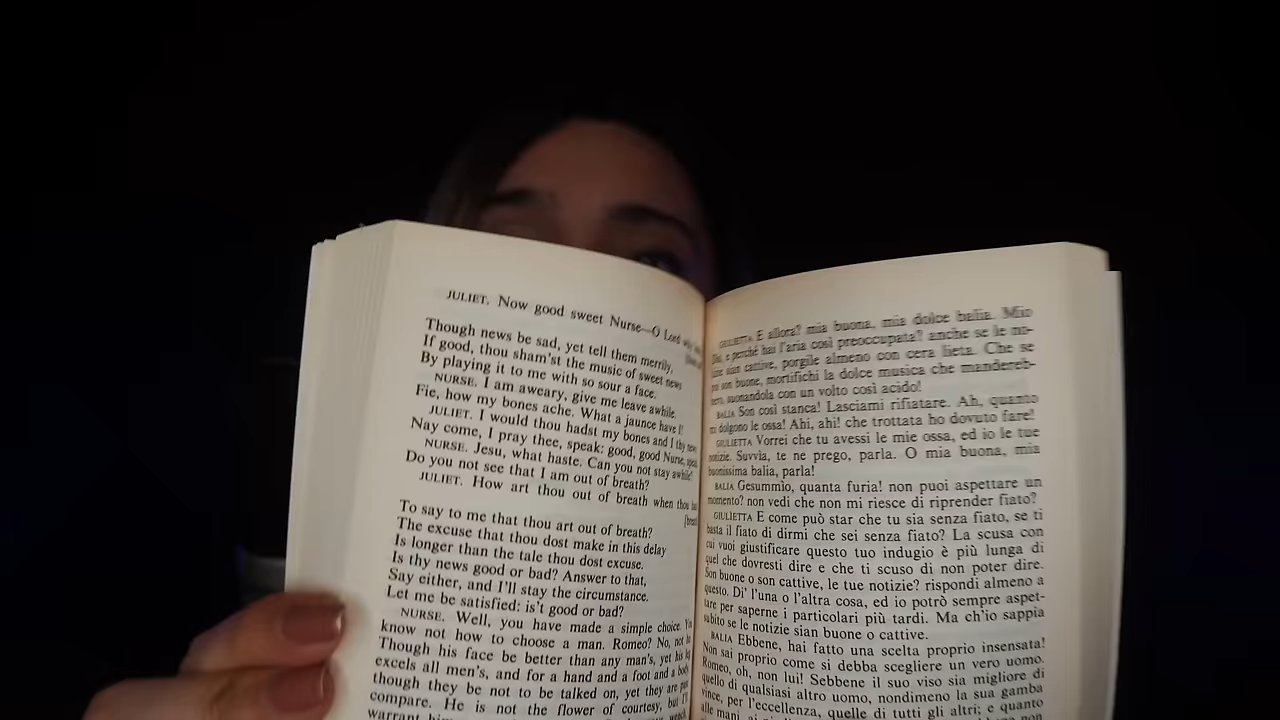 JULIET. Now good sweet Nurse—O Lord
Though news be sad, yet tell them merrily,
If good, thou sham'st the music of sweet news
By playing it to me with so sour a face.
NURSE. I am aweary, give me leave awhile.
Fie, how my bones ache. What a jaunce have I!
JULIET. I would thou hadst my bones and I thy news
Nay come, I pray thee, speak: good, good Nurse,
NURSE. Jesu, what haste. Can you not stay awhile?
Do you not see that I am out of breath?
JULIET. How art thou out of breath when thou
To say to me that thou art out of breath?
The excuse that thou dost make in this delay
Is longer than the tale thou dost excuse.
Is thy news good or bad? Answer to that,
Say either, and I'll stay the circumstance.
Let me be satisfied: is't good or bad?
NURSE. Well, you have made a simple choice.
know not how to choose a man. Romeo? No, not
Though his face be better than any man's, yet his
excels all men's, and for a hand and a foot and a
though they be not to be talked on, yet they are
compare. He is not the flower of courtesy, but
warrant
GIULIETTA E allora? mia buona, mia dolce balia. Mio
Dio, e perché hai l'aria così preoccupata? anche se le no-
sian cattive, porgile almeno con cera lieta. Che se
son buone, mortifichi la dolce musica che mandereb-
suonandola con un volto così acido!
BALIA Son così stanca! Lasciami rifiatare. Ah, quanto
mi dolgono le ossa! Ahi, ahi! che trottata ho dovuto fare!
GIULIETTA Vorrei che tu avessi le mie ossa, ed io le tue
notizie. Suvvia, te ne prego, parla. O mia buona, mia
buonissima balia, parla!
BALIA Gesummìo, quanta furia! non puoi aspettare un
momento? non vedi che non mi riesce di riprender fiato?
GIULIETTA E come può star che tu sia senza fiato, se ti
basta il fiato di dirmi che sei senza fiato? La scusa con
cui vuoi giustificare questo tuo indugio è più lunga di
quel che dovresti dire e che ti scuso di non poter dire.
Son buone o son cattive, le tue notizie? rispondi almeno a
questo. Di' l'una o l'altra cosa, ed io potrò sempre aspet-
tare per saperne i particolari più tardi. Ma ch'io sappia
subito se le notizie sian buone o cattive.
BALIA Ebbene, hai fatto una scelta proprio insensata!
Non sai proprio come si debba scegliere un vero uomo.
Romeo, oh, non lui! Sebbene il suo viso sia migliore di
quello di qualsiasi altro uomo, nondimeno la sua gamba
vince, per l'eccellenza, quelle di tutti gli altri; e quanto
alle mani,